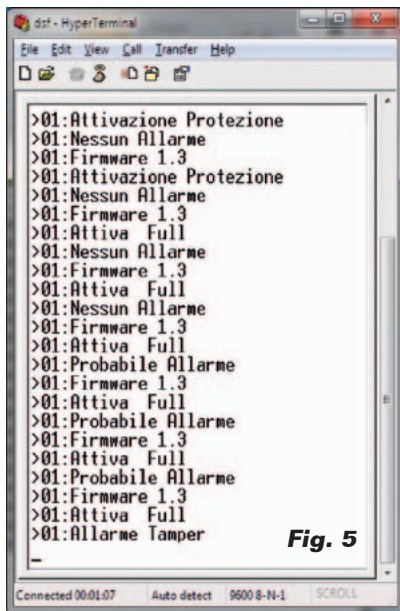 dsf - HyperTerminal
File Edit View Call Transfer Help
>01:Attivazione Protezione
>01:Nessun Allarme
>01:Firmware 1.3
>01:Attivazione Protezione
>01:Nessun Allarme
>01:Firmware 1.3
>01:Attiva  Full
>01:Nessun Allarme
>01:Firmware 1.3
>01:Attiva  Full
>01:Nessun Allarme
>01:Firmware 1.3
>01:Attiva  Full
>01:Probabile Allarme
>01:Firmware 1.3
>01:Attiva  Full
>01:Probabile Allarme
>01:Firmware 1.3
>01:Attiva  Full
>01:Probabile Allarme
>01:Firmware 1.3
>01:Attiva  Full
>01:Allarme Tamper
Fig. 5
Connected 00:01:07 Auto detect 9600 8-N-1 SCROLL